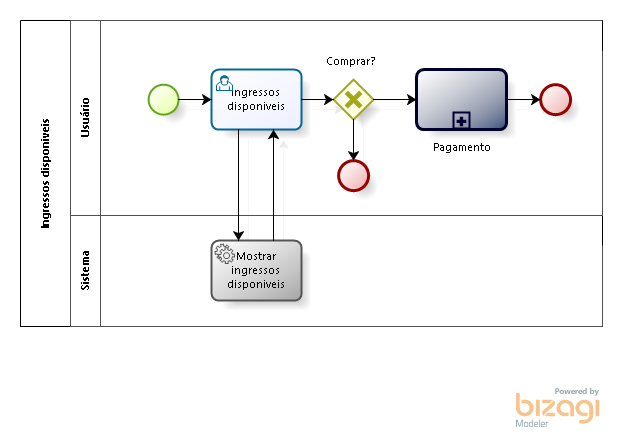 Ingressos disponiveis
Usuário
Ingressos
disponiveis
Comprar?
Pagamento
Sistema
Mostrar
ingressos
disponiveis
Powered by
bizagi
Modeler